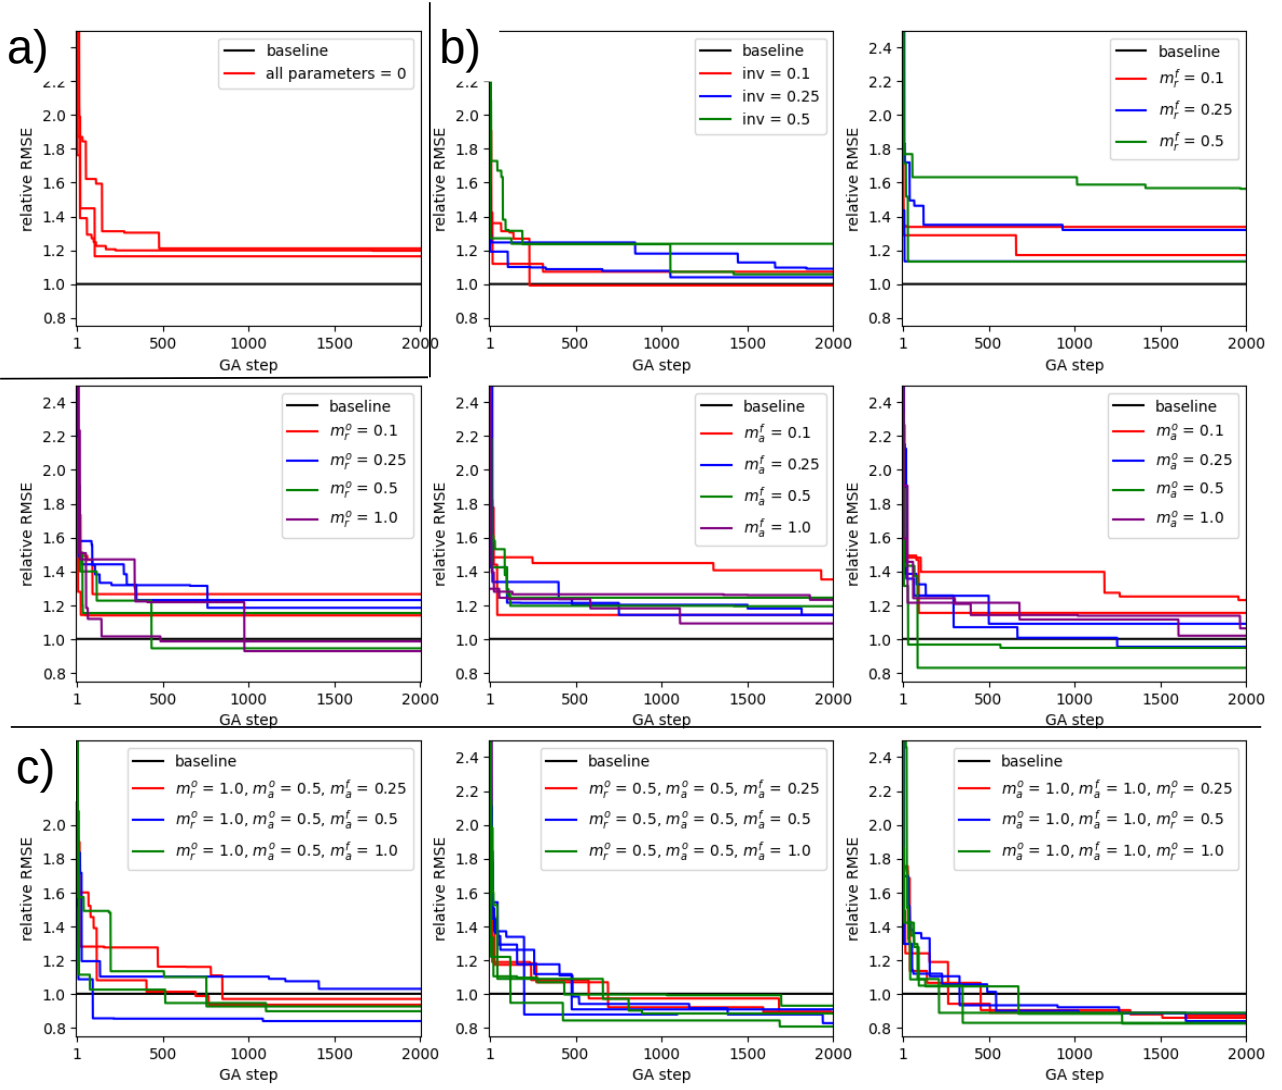 a)
baseline
all parameters = 0
2.2
2.0
1.8
1.6
1.4
1.2
1.0
0.8
relative RMSE
1 500 1000 1500 2000
GA step
b)
baseline
inv = 0.1
inv = 0.25
inv = 0.5
2.2
2.0
1.8
1.6
1.4
1.2
1.0
0.8
relative RMSE
1 500 1000 1500 2000
GA step
baseline
m_r^f = 0.1
m_r^f = 0.25
m_r^f = 0.5
2.4
2.2
2.0
1.8
1.6
1.4
1.2
1.0
0.8
relative RMSE
1 500 1000 1500 2000
GA step
baseline
m_r^o = 0.1
m_r^o = 0.25
m_r^o = 0.5
m_r^o = 1.0
2.4
2.2
2.0
1.8
1.6
1.4
1.2
1.0
0.8
relative RMSE
1 500 1000 1500 2000
GA step
baseline
m_a^f = 0.1
m_a^f = 0.25
m_a^f = 0.5
m_a^f = 1.0
2.4
2.2
2.0
1.8
1.6
1.4
1.2
1.0
0.8
relative RMSE
1 500 1000 1500 2000
GA step
baseline
m_a^o = 0.1
m_a^o = 0.25
m_a^o = 0.5
m_a^o = 1.0
2.4
2.2
2.0
1.8
1.6
1.4
1.2
1.0
0.8
relative RMSE
1 500 1000 1500 2000
GA step
c)
baseline
m_r^o = 1.0, m_a^o = 0.5, m_a^f = 0.25
m_r^o = 1.0, m_a^o = 0.5, m_a^f = 0.5
m_r^o = 1.0, m_a^o = 0.5, m_a^f = 1.0
2.0
1.8
1.6
1.4
1.2
1.0
0.8
relative RMSE
1 500 1000 1500 2000
GA step
baseline
m_r^o = 0.5, m_a^o = 0.5, m_a^f = 0.25
m_r^o = 0.5, m_a^o = 0.5, m_a^f = 0.5
m_r^o = 0.5, m_a^o = 0.5, m_a^f = 1.0
2.4
2.2
2.0
1.8
1.6
1.4
1.2
1.0
0.8
relative RMSE
1 500 1000 1500 2000
GA step
baseline
m_a^o = 1.0, m_a^f = 1.0, m_r^o = 0.25
m_a^o = 1.0, m_a^f = 1.0, m_r^o = 0.5
m_a^o = 1.0, m_a^f = 1.0, m_r^o = 1.0
2.4
2.2
2.0
1.8
1.6
1.4
1.2
1.0
0.8
relative RMSE
1 500 1000 1500 2000
GA step